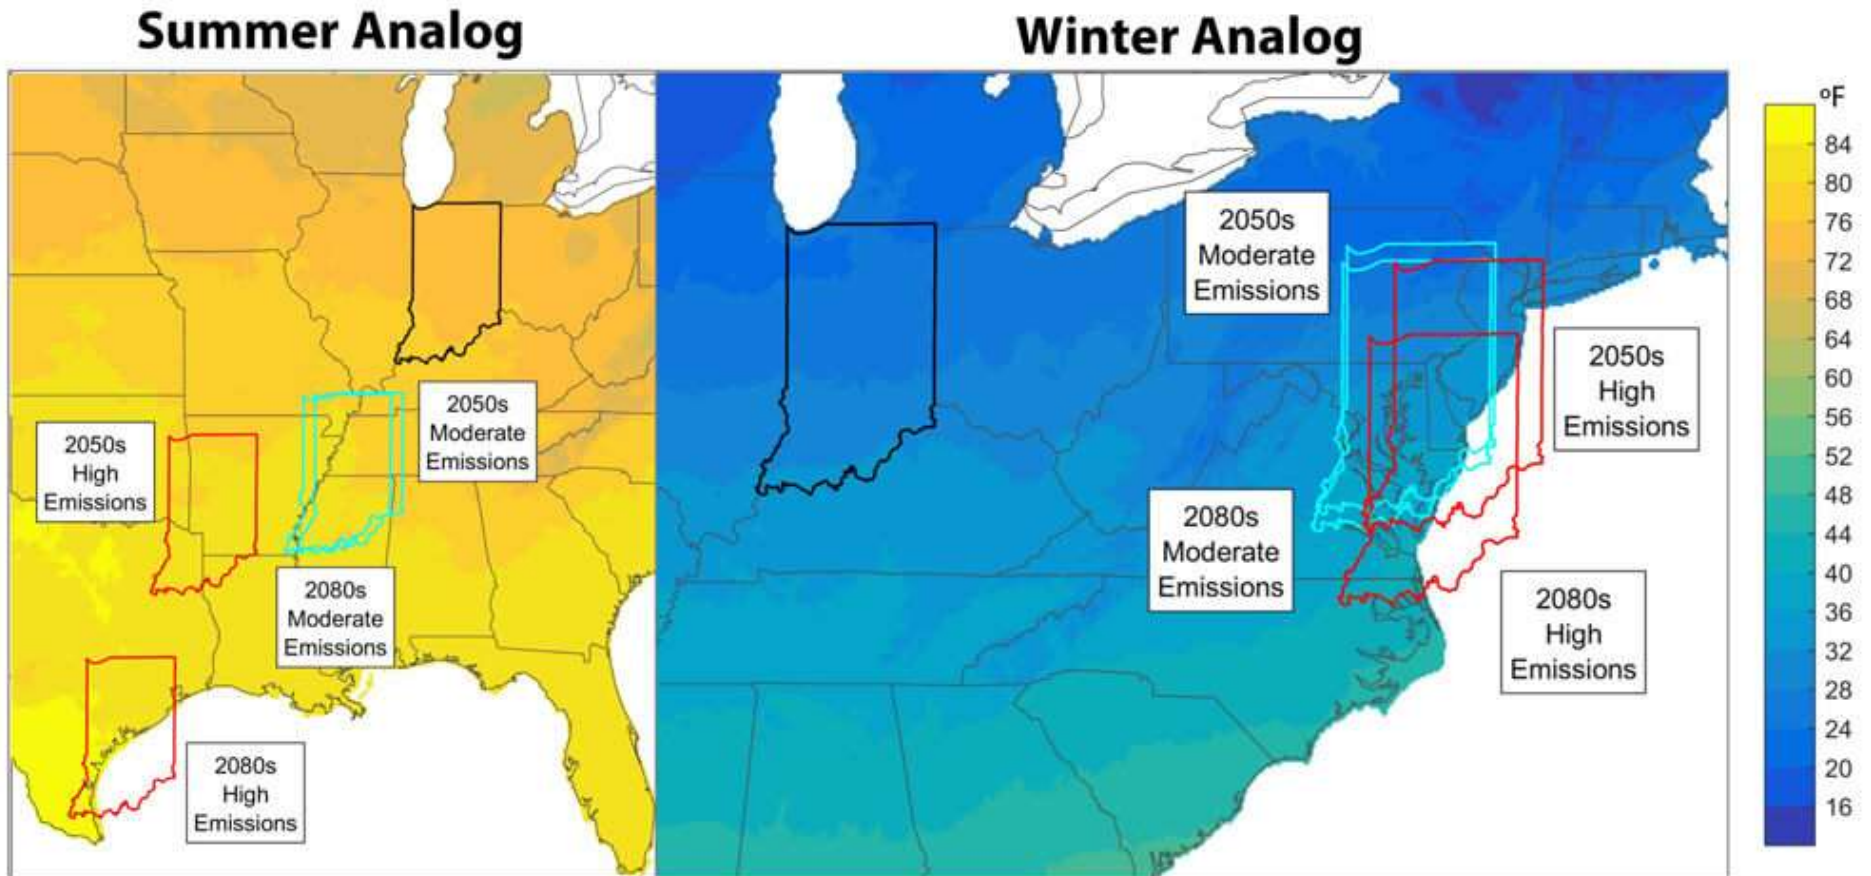 Summer Analog
Winter Analog
2050s
High
Emissions
2050s
Moderate
Emissions
2080s
Moderate
Emissions
2080s
High
Emissions
2050s
Moderate
Emissions
2050s
High
Emissions
2080s
Moderate
Emissions
2080s
High
Emissions
ºF
84
80
76
72
68
64
60
56
52
48
44
40
36
32
28
24
20
16